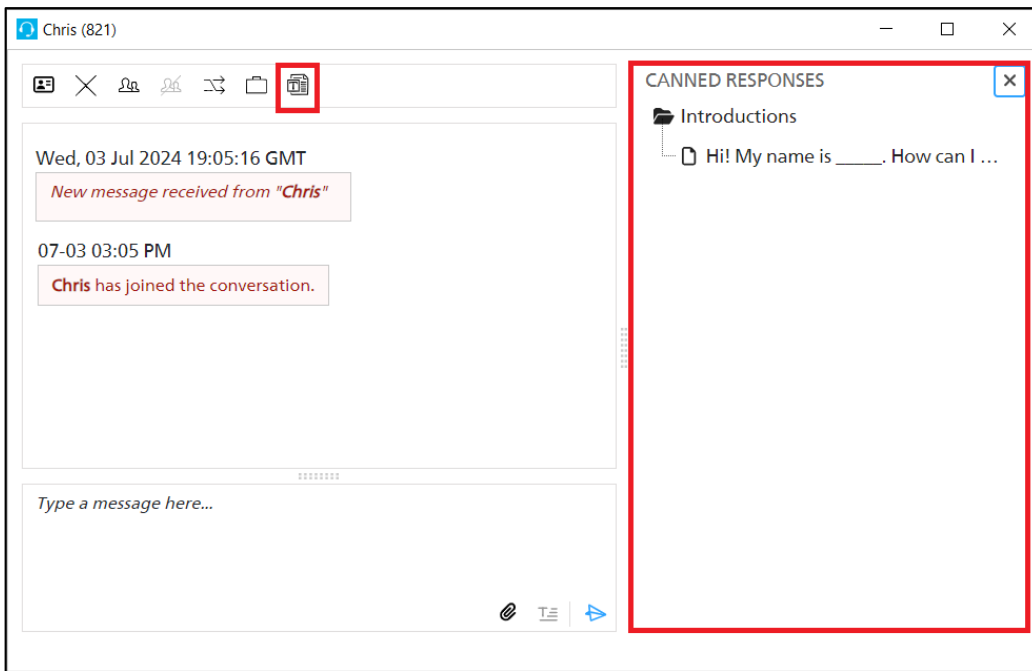 Chris (821)
CANNED RESPONSES
Introductions
Hi! My name is _____. How can I ...
Wed, 03 Jul 2024 19:05:16 GMT
New message received from "Chris"
07-03 03:05 PM
Chris has joined the conversation.
Type a message here...